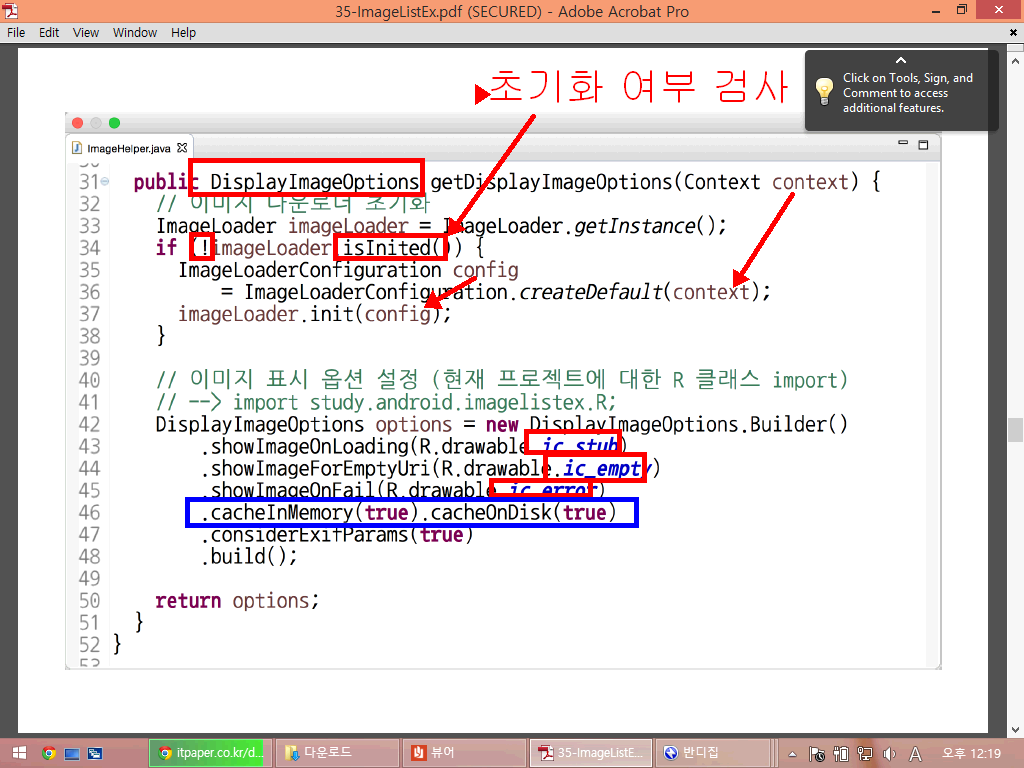 35-ImageListEx.pdf (SECURED) - Adobe Acrobat Pro
File Edit View Window Help
초기화 여부 검사
Click on Tools, Sign, and
Comment to access
additional features.
ImageHelper.java
31 public DisplayImageOptions getDisplayImageOptions(Context context) {
32 // 이미지 다운로더 초기화
33 ImageLoader imageLoader = ImageLoader.getInstance();
34 if (!imageLoader.isInited()) {
35 ImageLoaderConfiguration config
36 = ImageLoaderConfiguration.createDefault(context);
37 imageLoader.init(config);
38 }
39
40 // 이미지 표시 옵션 설정 (현재 프로젝트에 대한 R 클래스 import)
41 // --> import study.android.imagelistex.R;
42 DisplayImageOptions options = new DisplayImageOptions.Builder()
43 .showImageOnLoading(R.drawable.ic_stub)
44 .showImageForEmptyUri(R.drawable.ic_empty)
45 .showImageOnFail(R.drawable.ic_error)
46 .cacheInMemory(true).cacheOnDisk(true)
47 .considerExifParams(true)
48 .build();
49
50 return options;
51 }
52 }
53
itpaper.co.kr/d... 다운로드 뷰어 35-ImageListE... 반디집 A 오후 12:19